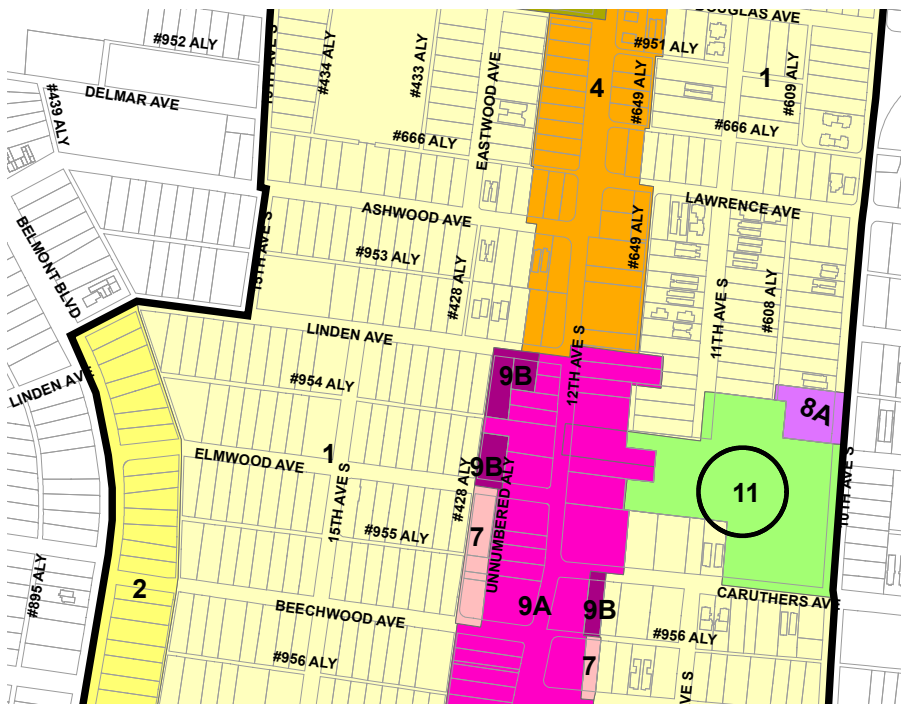 DOUGLAS AVE
#952 ALY
#434 ALY
#433 ALY
#951 ALY
#439 ALY
DELMAR AVE
EASTWOOD AVE
4
#649 ALY
1
#609 ALY
#666 ALY
#666 ALY
ASHWOOD AVE
LAWRENCE AVE
BELMONT BLVD
15TH AVE S
#953 ALY
#428 ALY
#649 ALY
11TH AVE S
#608 ALY
LINDEN AVE
12TH AVE S
LINDEN AVE
#954 ALY
9B
8A
ELMWOOD AVE
1
15TH AVE S
#428 ALY
9B
UNNUMBERED ALY
11
10TH AVE S
#955 ALY
7
#895 ALY
2
BEECHWOOD AVE
9A
9B
CARUTHERS AVE
#956 ALY
#956 ALY
7
VE S